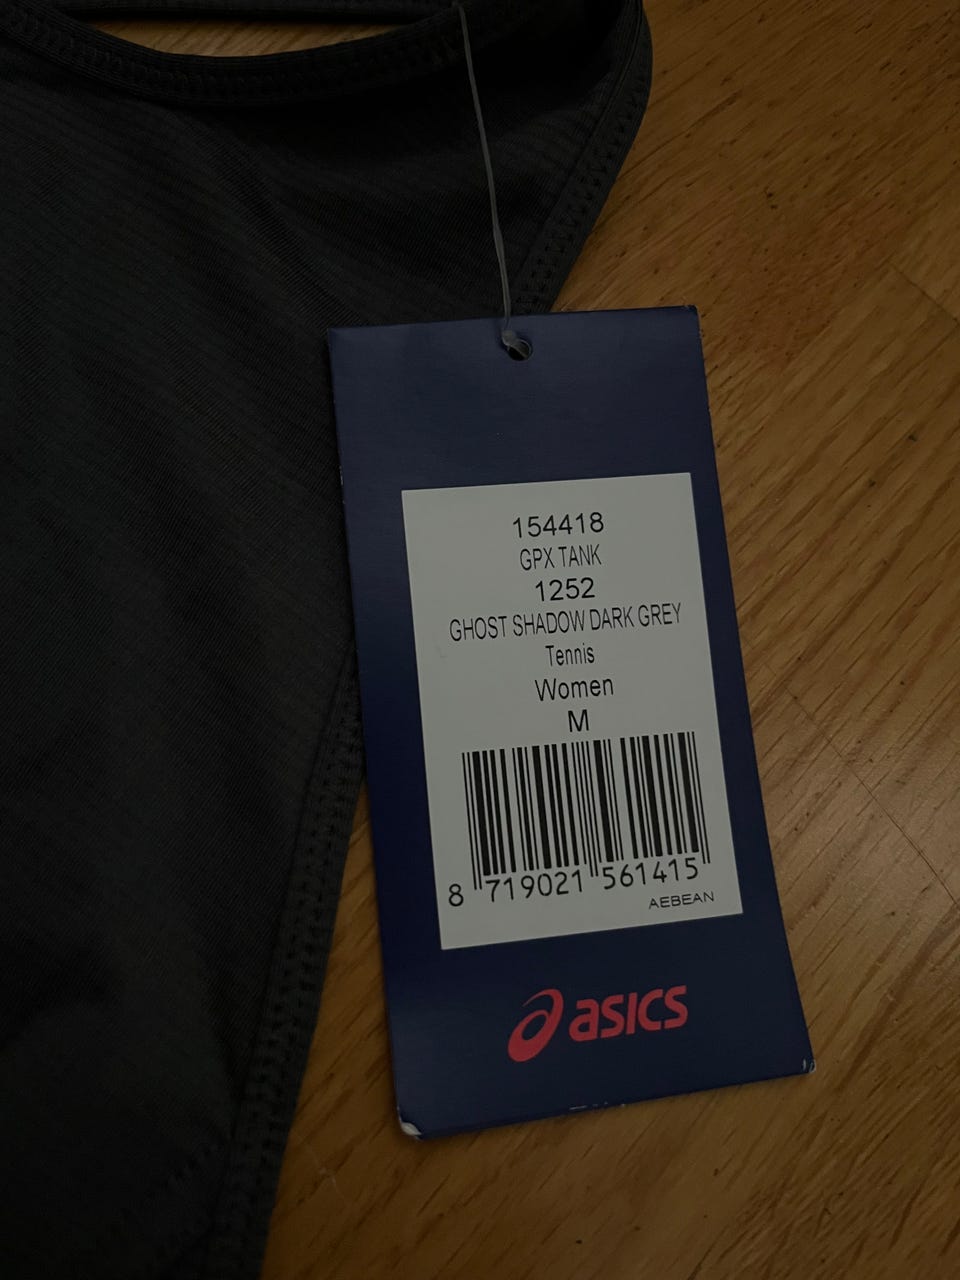 154418
GPX TANK
1252
GHOST SHADOW DARK GREY
Tennis
Women
M
8 719021 561415
AEBEAN
asics